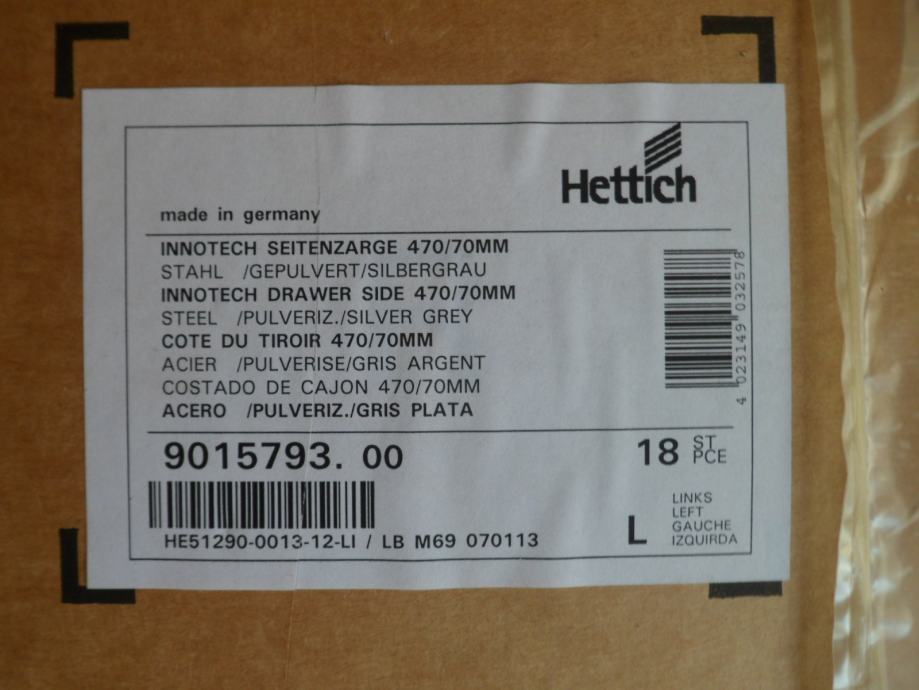 Hettich
made in germany
INNOTECH SEITENZARGE 470/70MM
STAHL /GEPULVERT/SILBERGRAU
INNOTECH DRAWER SIDE 470/70MM
STEEL /PULVERIZ./SILVER GREY
COTE DU TIROIR 470/70MM
ACIER /PULVERISE/GRIS ARGENT
COSTADO DE CAJON 470/70MM
ACERO /PULVERIZ./GRIS PLATA
4 023149 032578
9015793. 00
18 ST
PCE
HE51290-0013-12-LI / LB M69 070113
L
LINKS
LEFT
GAUCHE
IZQUIRDA